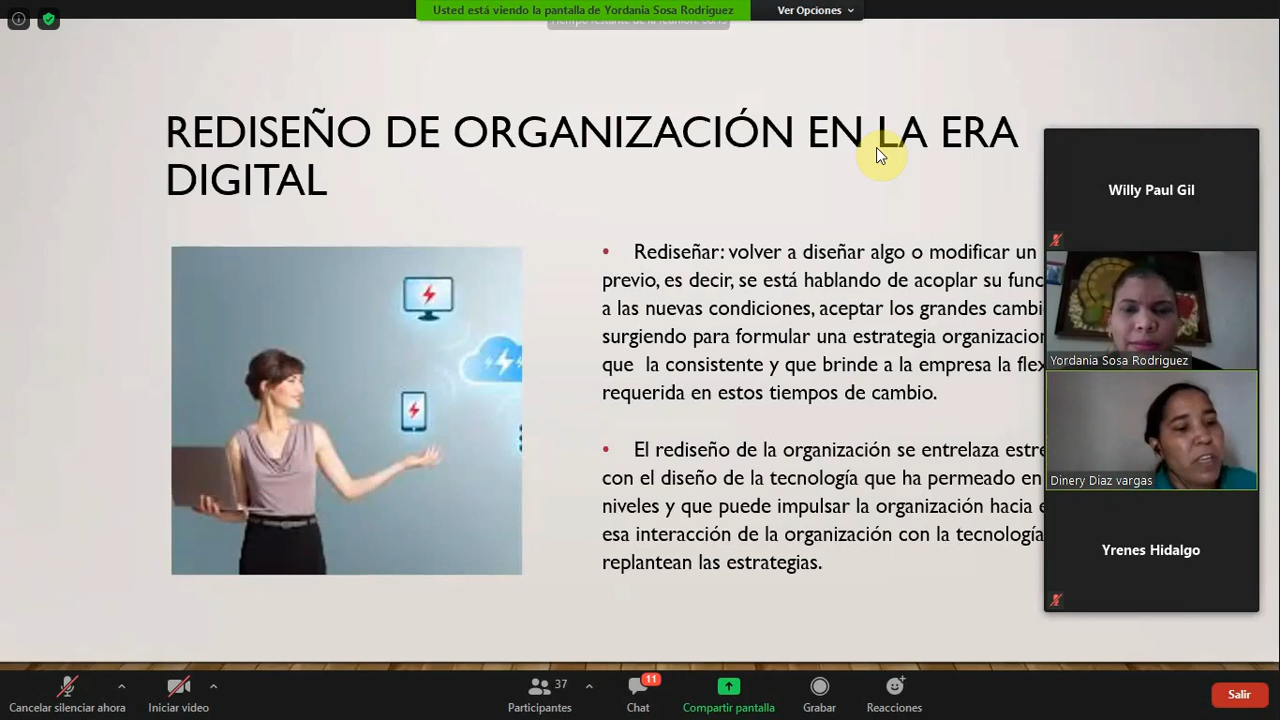 Usted está viendo la pantalla de Yordania Sosa Rodriguez
Ver Opciones
REDISEÑO DE ORGANIZACIÓN EN LA ERA
DIGITAL
Willy Paul Gil
• Rediseñar: volver a diseñar algo o modificar un
previo, es decir, se está hablando de acoplar su func
a las nuevas condiciones, aceptar los grandes cambi
surgiendo para formular una estrategia organizacion
que la consistente y que brinde a la empresa la flex
requerida en estos tiempos de cambio.
Yordania Sosa Rodriguez
• El rediseño de la organización se entrelaza estre
con el diseño de la tecnología que ha permeado en
niveles y que puede impulsar la organización hacia
esa interacción de la organización con la tecnología
replantean las estrategias.
Dinery Diaz vargas
Yrenes Hidalgo
Cancelar silenciar ahora
Iniciar video
37
Participantes
11
Chat
Compartir pantalla
Grabar
Reacciones
Salir